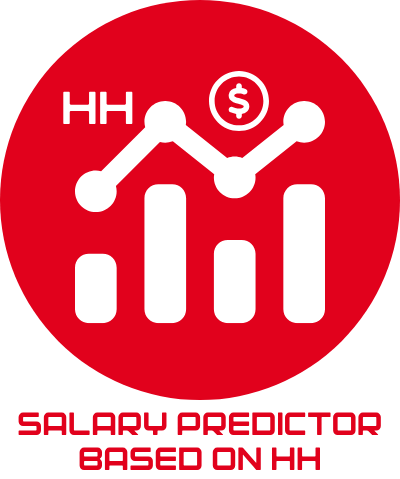 HH
$
SALARY PREDICTOR
BASED ON HH